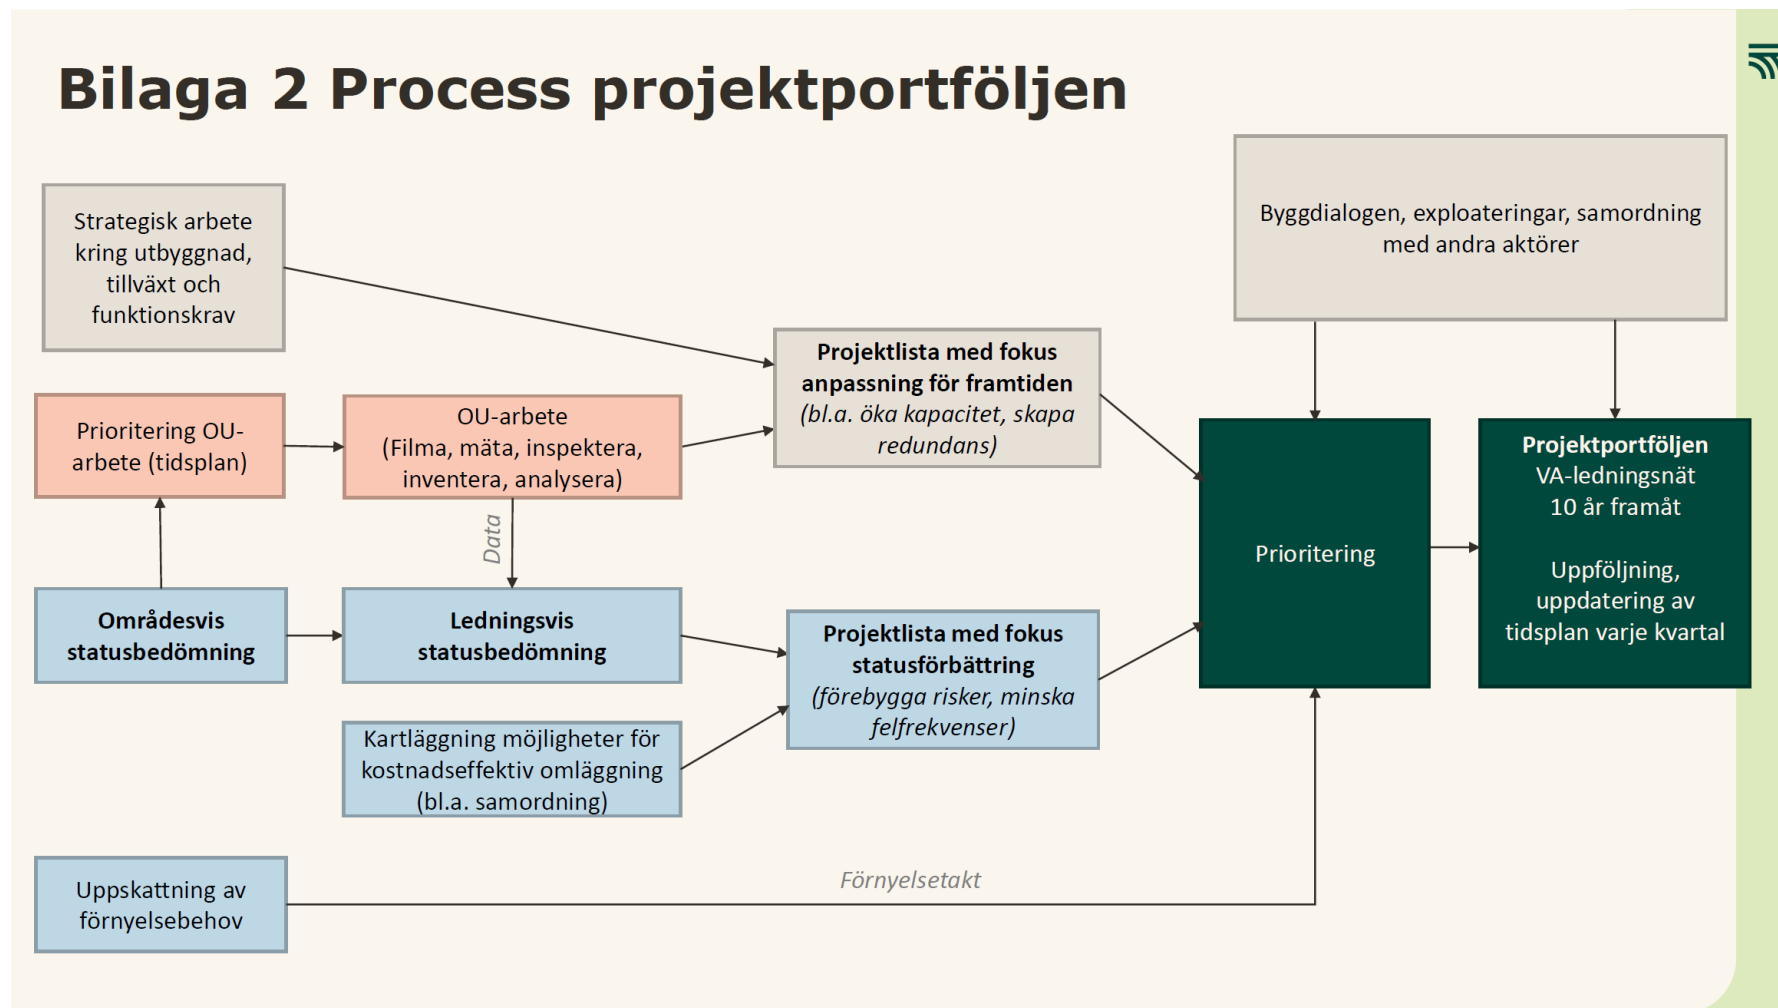 Bilaga 2 Process projektportföljen
Strategisk arbete
kring utbyggnad,
tillväxt och
funktionskrav
Byggdialogen, exploateringar, samordning
med andra aktörer
Projektlista med fokus
anpassning för framtiden
(bl.a. öka kapacitet, skapa
redundans)
Prioritering OU-
arbete (tidsplan)
OU-arbete
(Filma, mäta, inspektera,
inventera, analysera)
Data
Områdesvis
statusbedömning
Ledningsvis
statusbedömning
Projektlista med fokus
statusförbättring
(förebygga risker, minska
felfrekvenser)
Kartläggning möjligheter för
kostnadseffektiv omläggning
(bl.a. samordning)
Prioritering
Projektportföljen
VA-ledningsnät
10 år framåt
Uppföljning,
uppdatering av
tidsplan varje kvartal
Uppskattning av
förnyelsebehov
Förnyelsetakt